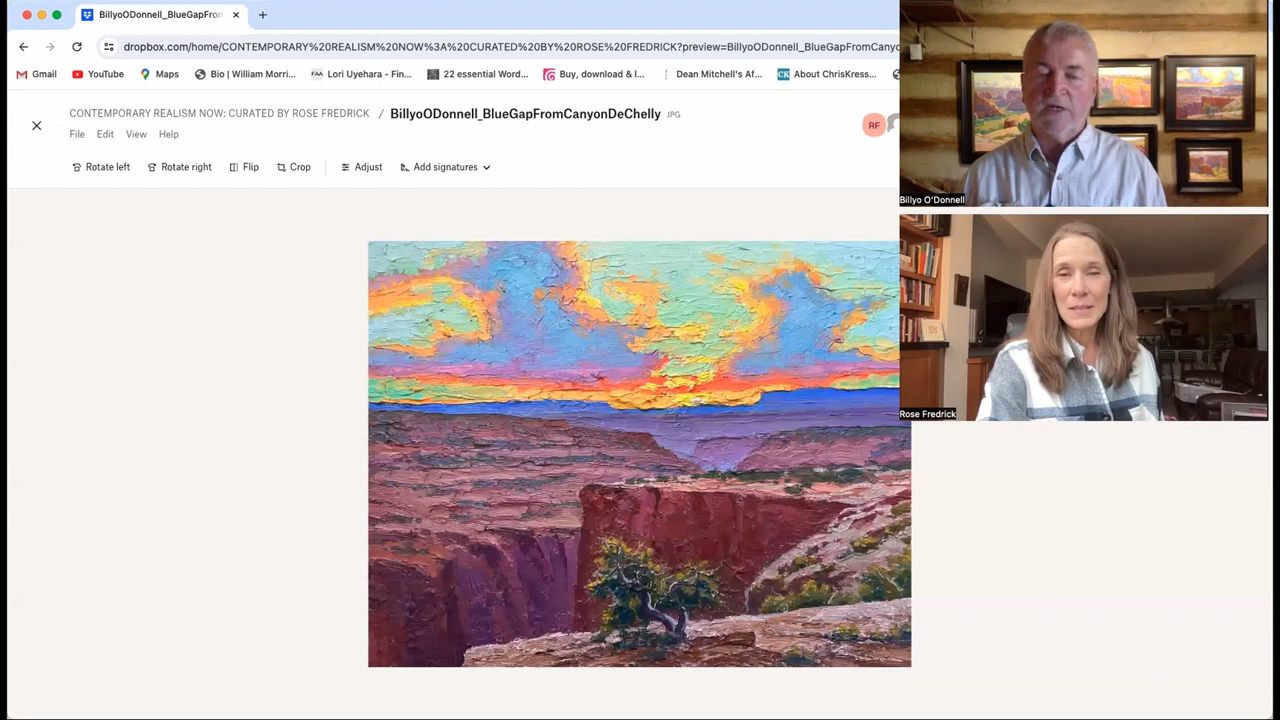 BillyoODonnell_BlueGapFrom
dropbox.com/home/CONTEMPORARY%20REALISM%20NOW%3A%20CURATED%20BY%20ROSE%20FREDRICK?preview=BillyoODonnell_BlueGapFromCanyo
Gmail YouTube Maps Bio | William Morri... FAA Lori Uyehara - Fin... 22 essential Word... Buy, download & l... Dean Mitchell's Af... CK About ChrisKress...
CONTEMPORARY REALISM NOW: CURATED BY ROSE FREDRICK / BillyoODonnell_BlueGapFromCanyonDeChelly JPG
RF
File Edit View Help
Rotate left Rotate right Flip Crop Adjust Add signatures
Billyo O'Donnell
Rose Fredrick